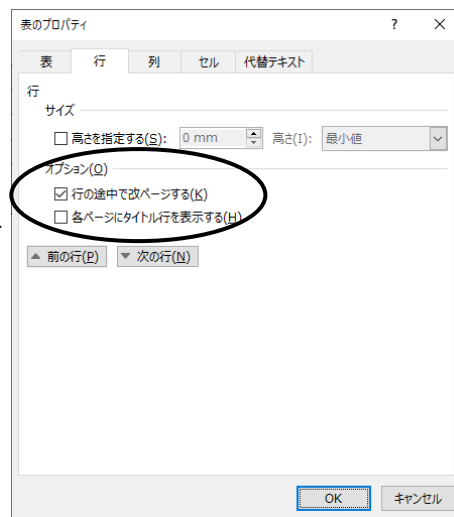 表のプロパティ ? ×
表 行 列 セル 代替テキスト
行
サイズ
高さを指定する(S): 0 mm 高さ(I): 最小値
オプション(O)
行の途中で改ページする(K)
各ページにタイトル行を表示する(H)
前の行(P) 次の行(N)
OK キャンセル